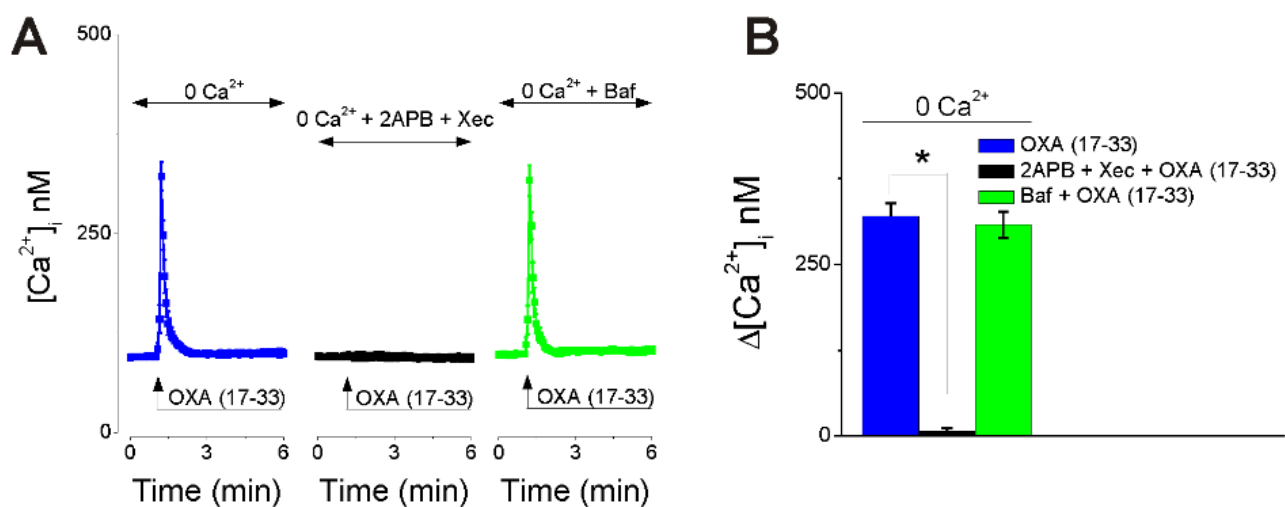 A
500
250
0
[Ca²⁺]ᵢ nM
0 Ca²⁺
0 Ca²⁺ + 2APB + Xec
0 Ca²⁺ + Baf
OXA (17-33)
OXA (17-33)
OXA (17-33)
0 3 6
0 3 6
0 3 6
Time (min)
Time (min)
Time (min)
B
500
250
0
Δ[Ca²⁺]ᵢ nM
0 Ca²⁺
*
OXA (17-33)
2APB + Xec + OXA (17-33)
Baf + OXA (17-33)